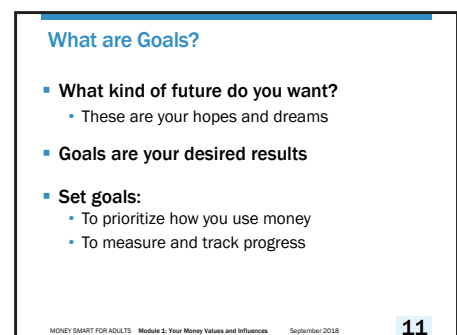 What are Goals?
▪ What kind of future do you want?
• These are your hopes and dreams
▪ Goals are your desired results
▪ Set goals:
• To prioritize how you use money
• To measure and track progress
MONEY SMART FOR ADULTS Module 1: Your Money Values and Influences September 2018 11